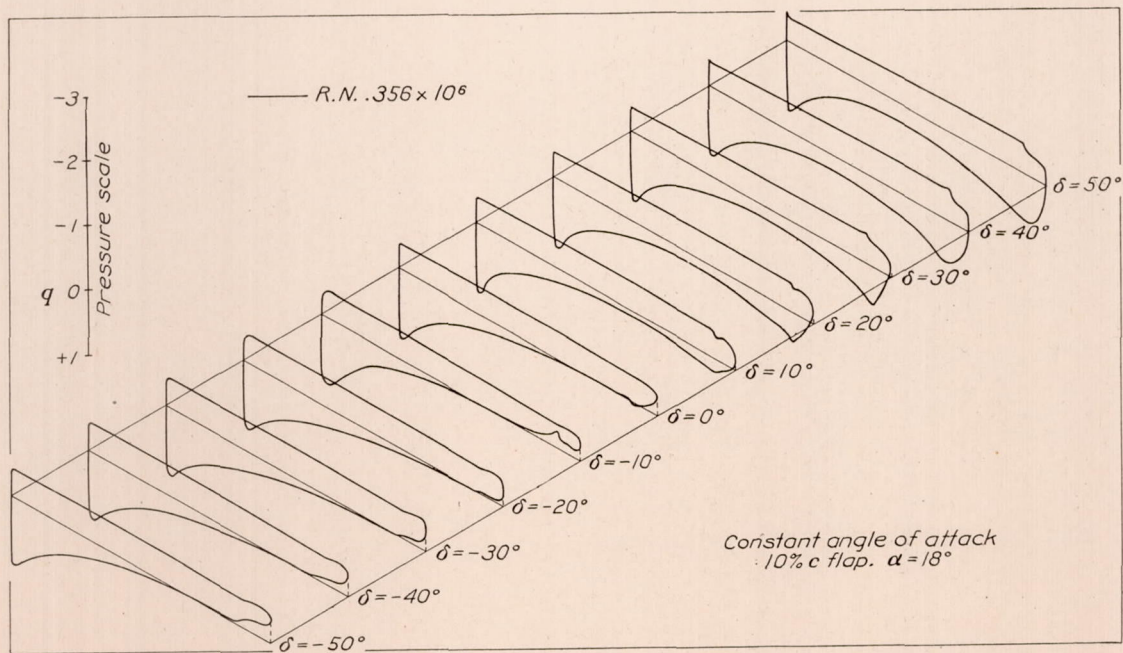 R.N. .356 × 10⁶
-3
-2
-1
q 0
+1
Pressure scale
δ=50°
δ=40°
δ=30°
δ=20°
δ=10°
δ=0°
δ=-10°
δ=-20°
δ=-30°
δ=-40°
δ=-50°
Constant angle of attack
10% c flap. α=18°